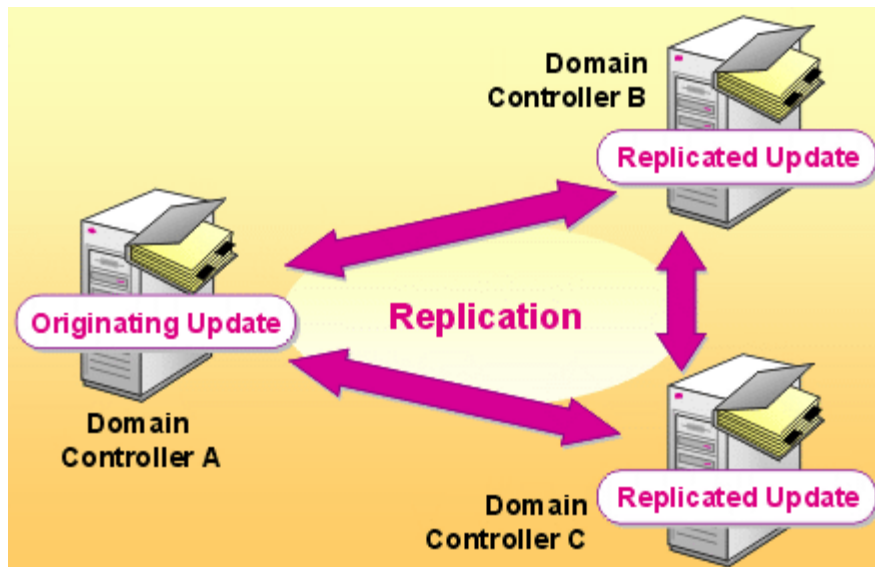 Domain
Controller B
Replicated Update
Originating Update
Replication
Domain
Controller A
Domain
Controller C
Replicated Update